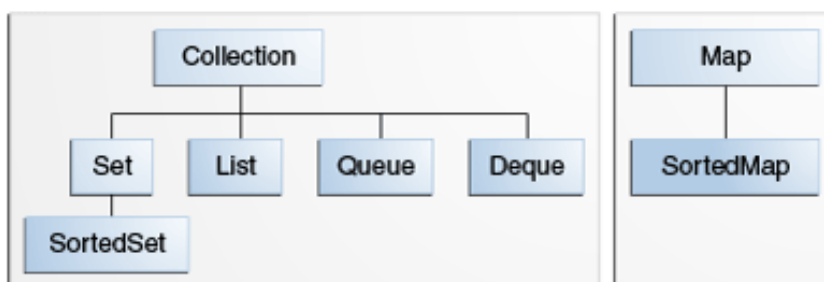 Collection
Map
Set
List
Queue
Deque
SortedMap
SortedSet